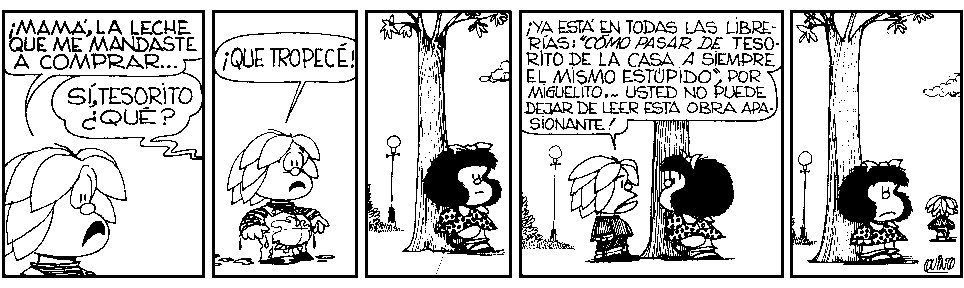 ¡MAMÁ, LA LECHE
QUE ME MANDASTE
A COMPRAR...
SÍ, TESORITO
¿QUÉ?
¡QUE TROPECÉ!
¡YA ESTÁ EN TODAS LAS LIBRE-
RÍAS: "CÓMO PASAR DE TESO-
RITO DE LA CASA A SIEMPRE
EL MISMO ESTÚPIDO", POR
MIGUELITO... USTED NO PUEDE
DEJAR DE LEER ESTA OBRA APA-
SIONANTE!
QUINO